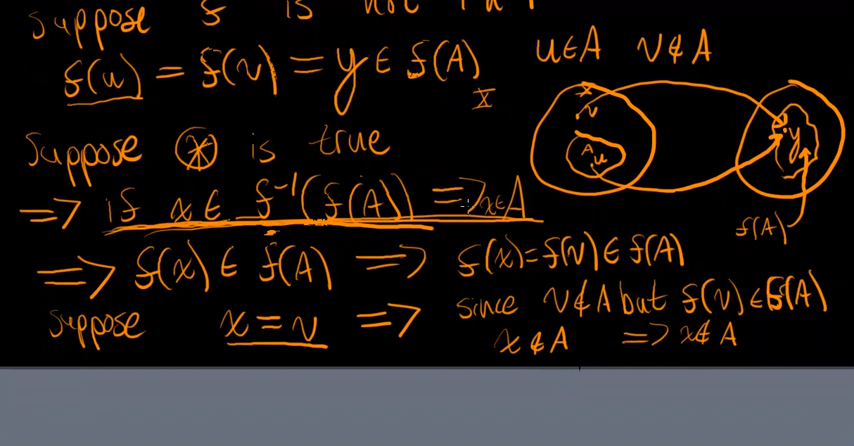 suppose f is not
f(u) = f(v) = y ∈ f(A) u∈A v∉A
X
v
A u
y
Suppose ⊛ is true
=> if x ∈ f⁻¹(f(A)) => x∈A
f(A)
=> f(x) ∈ f(A) => f(x)=f(v)∈ f(A)
suppose x = v => since v∉A but f(v)∈f(A)
x∉A => x∉A